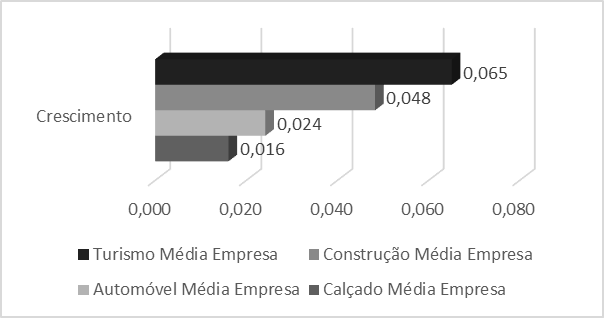 0,065
0,048
Crescimento
0,024
0,016
0,000 0,020 0,040 0,060 0,080
Turismo Média Empresa Construção Média Empresa
Automóvel Média Empresa Calçado Média Empresa